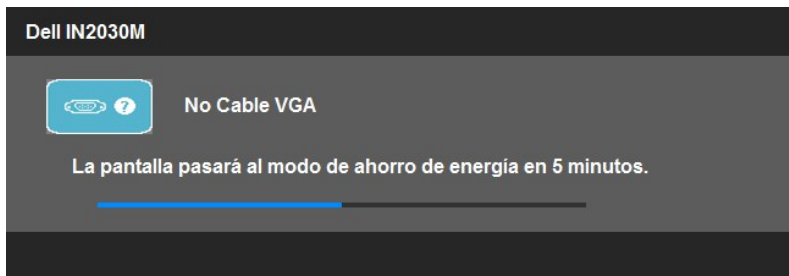 Dell IN2030M
No Cable VGA
La pantalla pasará al modo de ahorro de energía en 5 minutos.